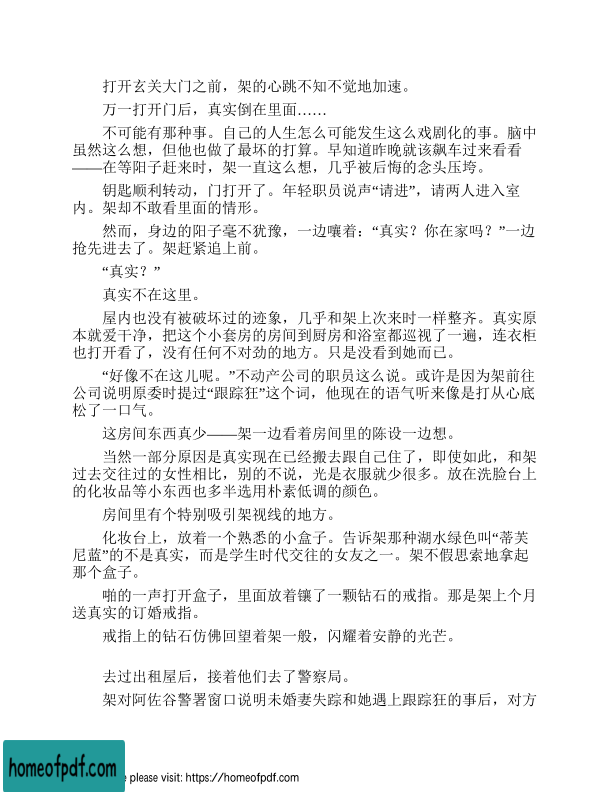 打开玄关大门之前，架的心跳不知不觉地加速。
万一打开门后，真实倒在里面……
不可能有那种事。自己的人生怎么可能发生这么戏剧化的事。脑中
虽然这么想，但他也做了最坏的打算。早知道昨晚就该飙车过来看看
——在等阳子赶来时，架一直这么想，几乎被后悔的念头压垮。
钥匙顺利转动，门打开了。年轻职员说声“请进”，请两人进入室
内。架却不敢看里面的情形。
然而，身边的阳子毫不犹豫，一边嚷着：“真实？你在家吗？”一边
抢先进去了。架赶紧追上前。
“真实？”
真实不在这里。
屋内也没有被破坏过的迹象，几乎和架上次来时一样整齐。真实原
本就爱干净，把这个小套房的房间到厨房和浴室都巡视了一遍，连衣柜
也打开看了，没有任何不对劲的地方。只是没看到她而已。
“好像不在这儿呢。”不动产公司的职员这么说。或许是因为架前往
公司说明原委时提过“跟踪狂”这个词，他现在的语气听来像是打从心底
松了一口气。
这房间东西真少——架一边看着房间里的陈设一边想。
当然一部分原因是真实现在已经搬去跟自己住了，即使如此，和架
过去交往过的女性相比，别的不说，光是衣服就少很多。放在洗脸台上
的化妆品等小东西也多半选用朴素低调的颜色。
房间里有个特别吸引架视线的地方。
化妆台上，放着一个熟悉的小盒子。告诉架那种湖水绿色叫“蒂芙
尼蓝”的不是真实，而是学生时代交往的女友之一。架不假思索地拿起
那个盒子。
啪的一声打开盒子，里面放着镶了一颗钻石的戒指。那是架上个月
送真实的订婚戒指。
戒指上的钻石仿佛回望着架一般，闪耀着安静的光芒。
去过出租屋后，接着他们去了警察局。
架对阿佐谷警署窗口说明未婚妻失踪和她遇上跟踪狂的事后，对方
homeofpdf.com
e please visit: https://homeofpdf.com